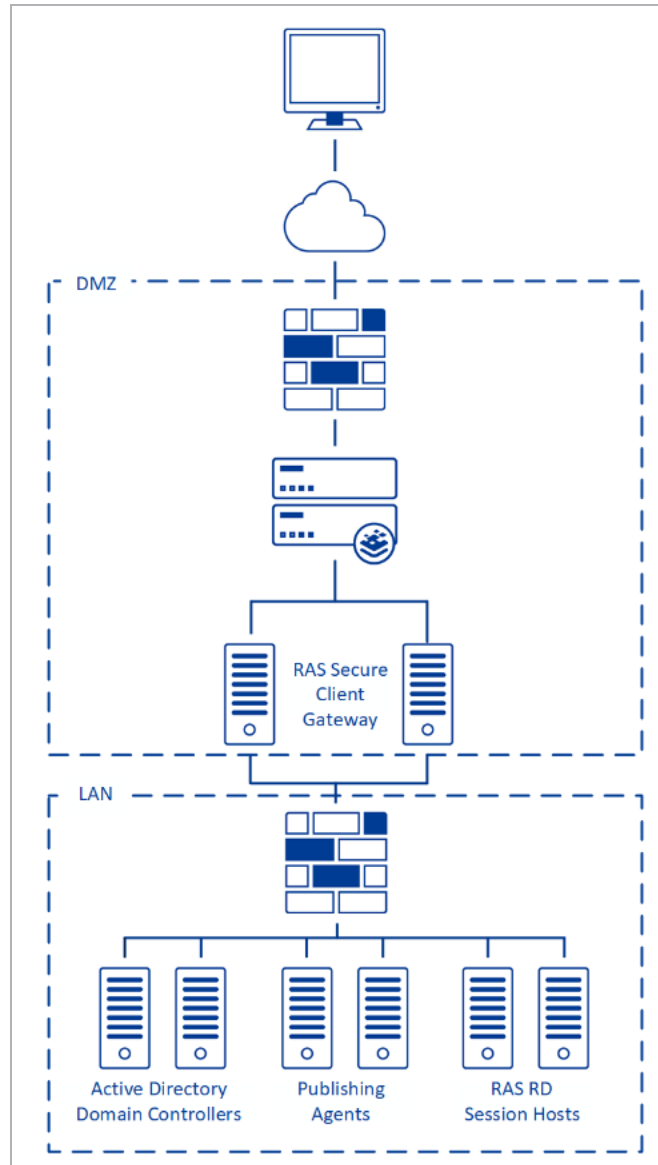 DMZ
RAS Secure
Client
Gateway
LAN
Active Directory
Domain Controllers
Publishing
Agents
RAS RD
Session Hosts